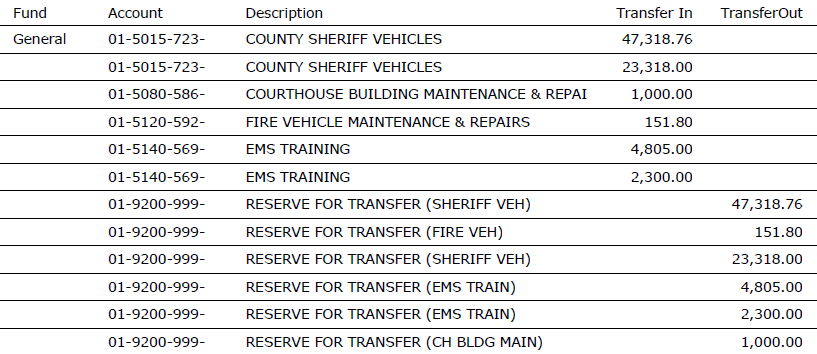 Fund Account Description Transfer In TransferOut
General 01-5015-723- COUNTY SHERIFF VEHICLES 47,318.76
01-5015-723- COUNTY SHERIFF VEHICLES 23,318.00
01-5080-586- COURTHOUSE BUILDING MAINTENANCE & REPAI 1,000.00
01-5120-592- FIRE VEHICLE MAINTENANCE & REPAIRS 151.80
01-5140-569- EMS TRAINING 4,805.00
01-5140-569- EMS TRAINING 2,300.00
01-9200-999- RESERVE FOR TRANSFER (SHERIFF VEH) 47,318.76
01-9200-999- RESERVE FOR TRANSFER (FIRE VEH) 151.80
01-9200-999- RESERVE FOR TRANSFER (SHERIFF VEH) 23,318.00
01-9200-999- RESERVE FOR TRANSFER (EMS TRAIN) 4,805.00
01-9200-999- RESERVE FOR TRANSFER (EMS TRAIN) 2,300.00
01-9200-999- RESERVE FOR TRANSFER (CH BLDG MAIN) 1,000.00